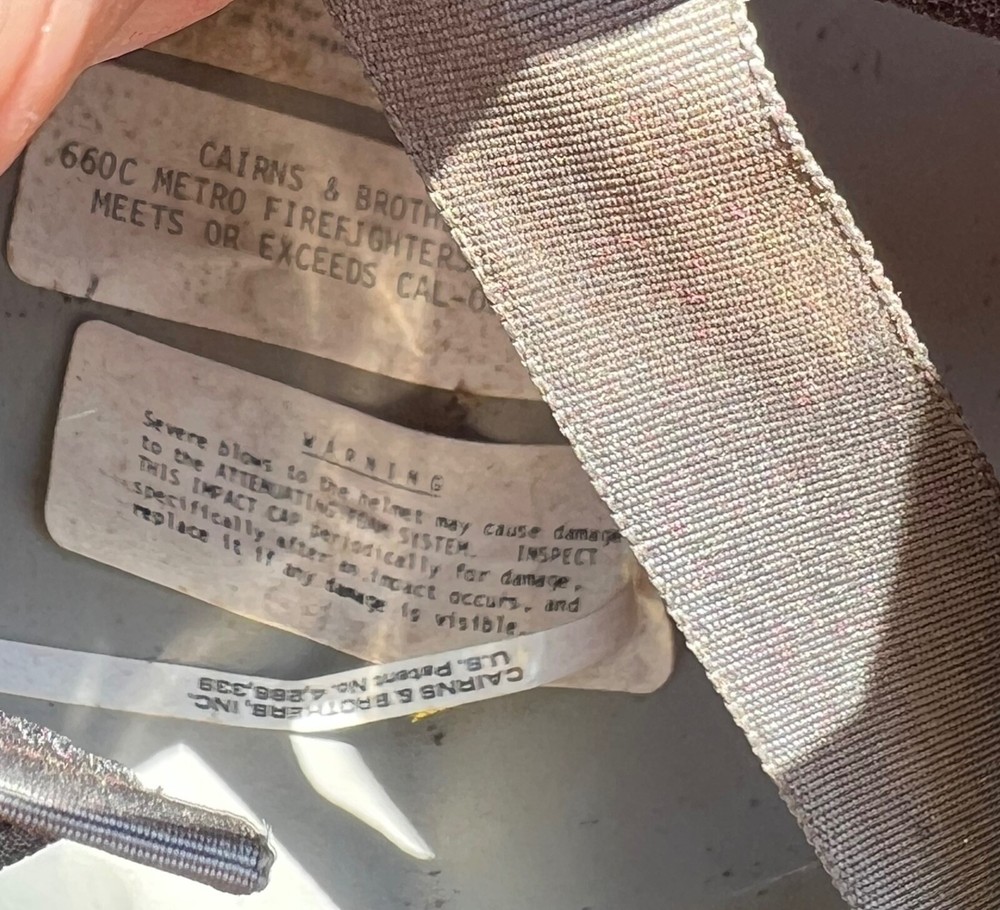 CAIRNS & BROTH
660C METRO FIREFIGHTERS
MEETS OR EXCEEDS CAL-O
WARNING
Severe blows to the helmet may cause damage
to the ATTENUATING FOAM SYSTEM. INSPECT
THIS IMPACT CAP periodically for damage,
specifically after an impact occurs, and
replace it if any damage is visible.
CAIRNS & BROTHERS, INC.
U.S. Patent No. 4,286,339